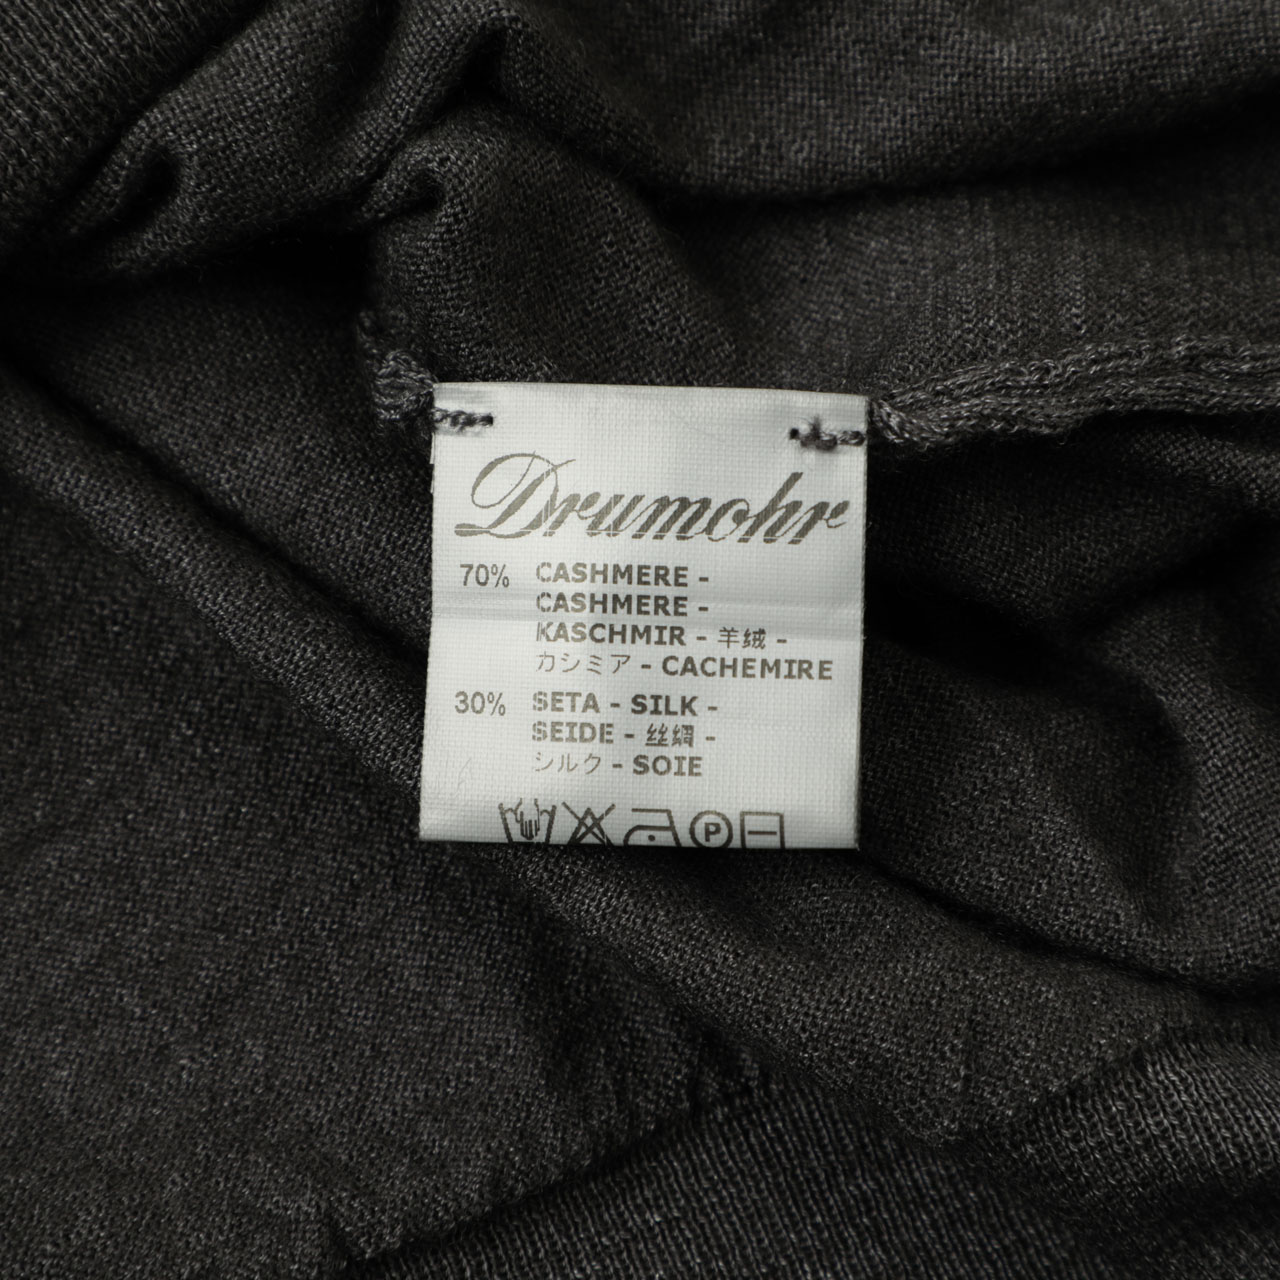 Drumohr
70% CASHMERE -
CASHMERE -
KASCHMIR - 羊绒 -
カシミア - CACHEMIRE
30% SETA - SILK -
SEIDE - 丝绸 -
シルク - SOIE
P